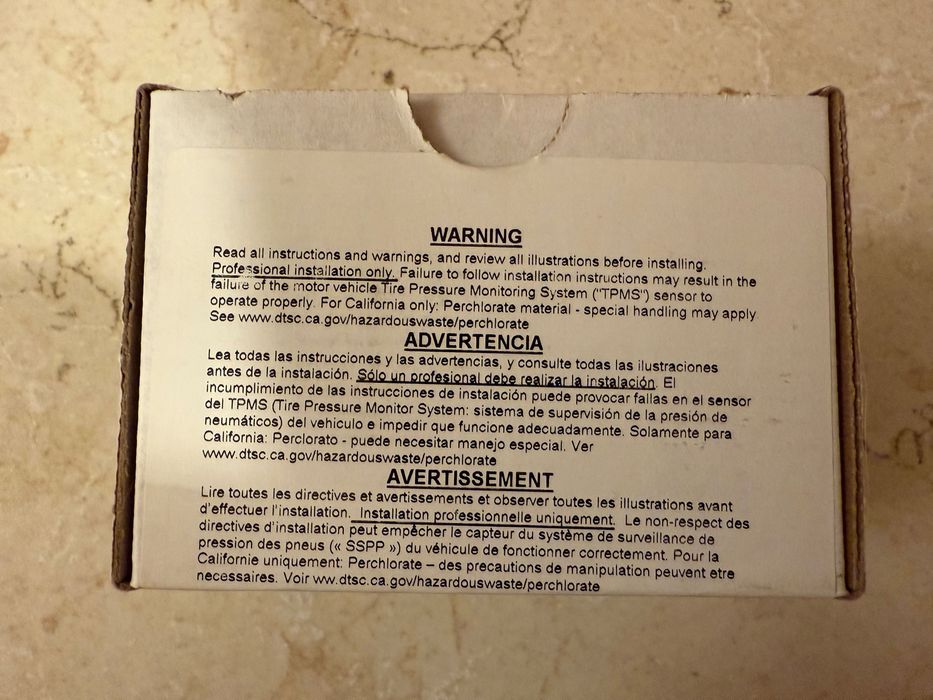 WARNING
Read all instructions and warnings, and review all illustrations before installing.
Professional installation only. Failure to follow installation instructions may result in the
failure of the motor vehicle Tire Pressure Monitoring System ("TPMS") sensor to
operate properly. For California only: Perchlorate material - special handling may apply.
See www.dtsc.ca.gov/hazardouswaste/perchlorate
ADVERTENCIA
Lea todas las instrucciones y las advertencias, y consulte todas las ilustraciones
antes de la instalación. Sólo un profesional debe realizar la instalación. El
incumplimiento de las instrucciones de instalación puede provocar fallas en el sensor
del TPMS (Tire Pressure Monitor System: sistema de supervisión de la presión de
neumáticos) del vehiculo e impedir que funcione adecuadamente. Solamente para
California: Perclorato - puede necesitar manejo especial. Ver
www.dtsc.ca.gov/hazardouswaste/perchlorate
AVERTISSEMENT
Lire toutes les directives et avertissements et observer toutes les illustrations avant
d'effectuer l'installation. Installation professionnelle uniquement. Le non-respect des
directives d'installation peut empêcher le capteur du système de surveillance de
pression des pneus (« SSPP ») du véhicule de fonctionner correctement. Pour la
Californie uniquement: Perchlorate – des precautions de manipulation peuvent etre
necessaires. Voir ww.dtsc.ca.gov/hazardouswaste/perchlorate